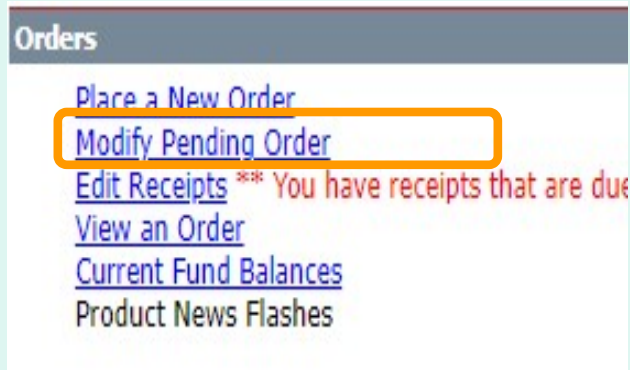 Orders
Place a New Order
Modify Pending Order
Edit Receipts ** You have receipts that are due
View an Order
Current Fund Balances
Product News Flashes